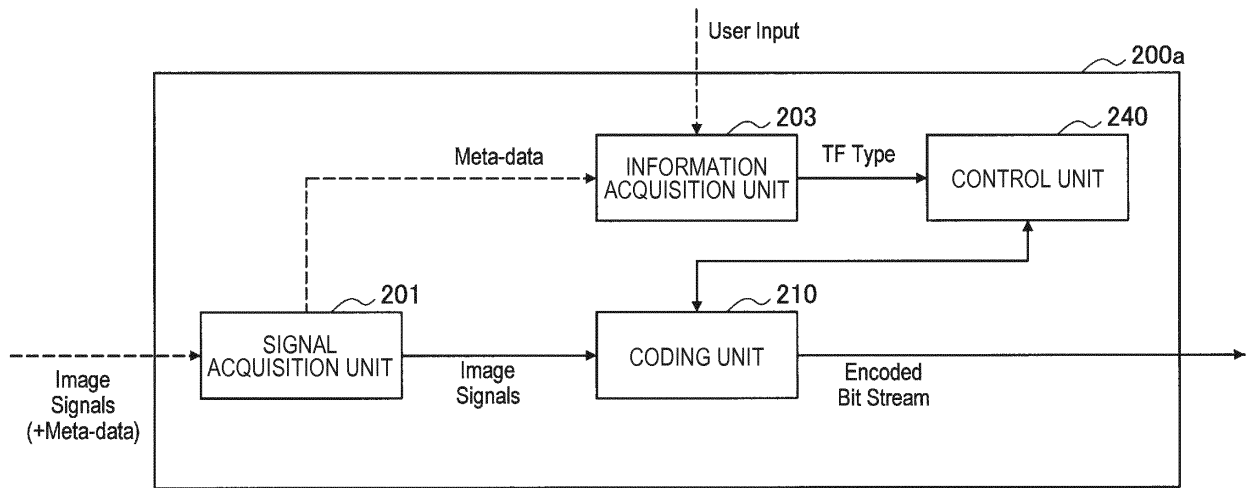 User Input
200a
203
240
Meta-data
INFORMATION
ACQUISITION UNIT
TF Type
CONTROL UNIT
201
210
SIGNAL
ACQUISITION UNIT
CODING UNIT
Image
Signals
(+Meta-data)
Image
Signals
Encoded
Bit Stream